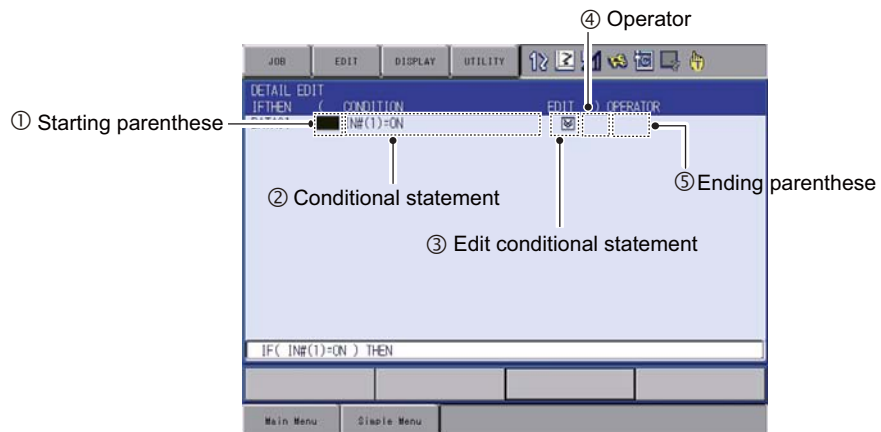 ④ Operator
JOB EDIT DISPLAY UTILITY
DETAIL EDIT
IFTHEN ( CONDITION EDIT ) OPERATOR
① Starting parenthese
IN#(1)=ON
② Conditional statement
⑤Ending parenthese
③ Edit conditional statement
IF( IN#(1)=ON ) THEN
Main Menu Simple Menu